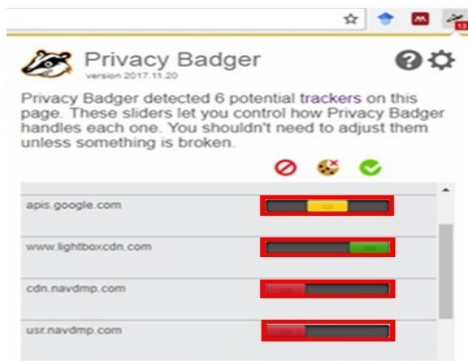 13
Privacy Badger
version 2017.11.20
Privacy Badger detected 6 potential trackers on this
page. These sliders let you control how Privacy Badger
handles each one. You shouldn't need to adjust them
unless something is broken.
apis.google.com
www.lightboxcdn.com
cdn.navdmp.com
usr.navdmp.com